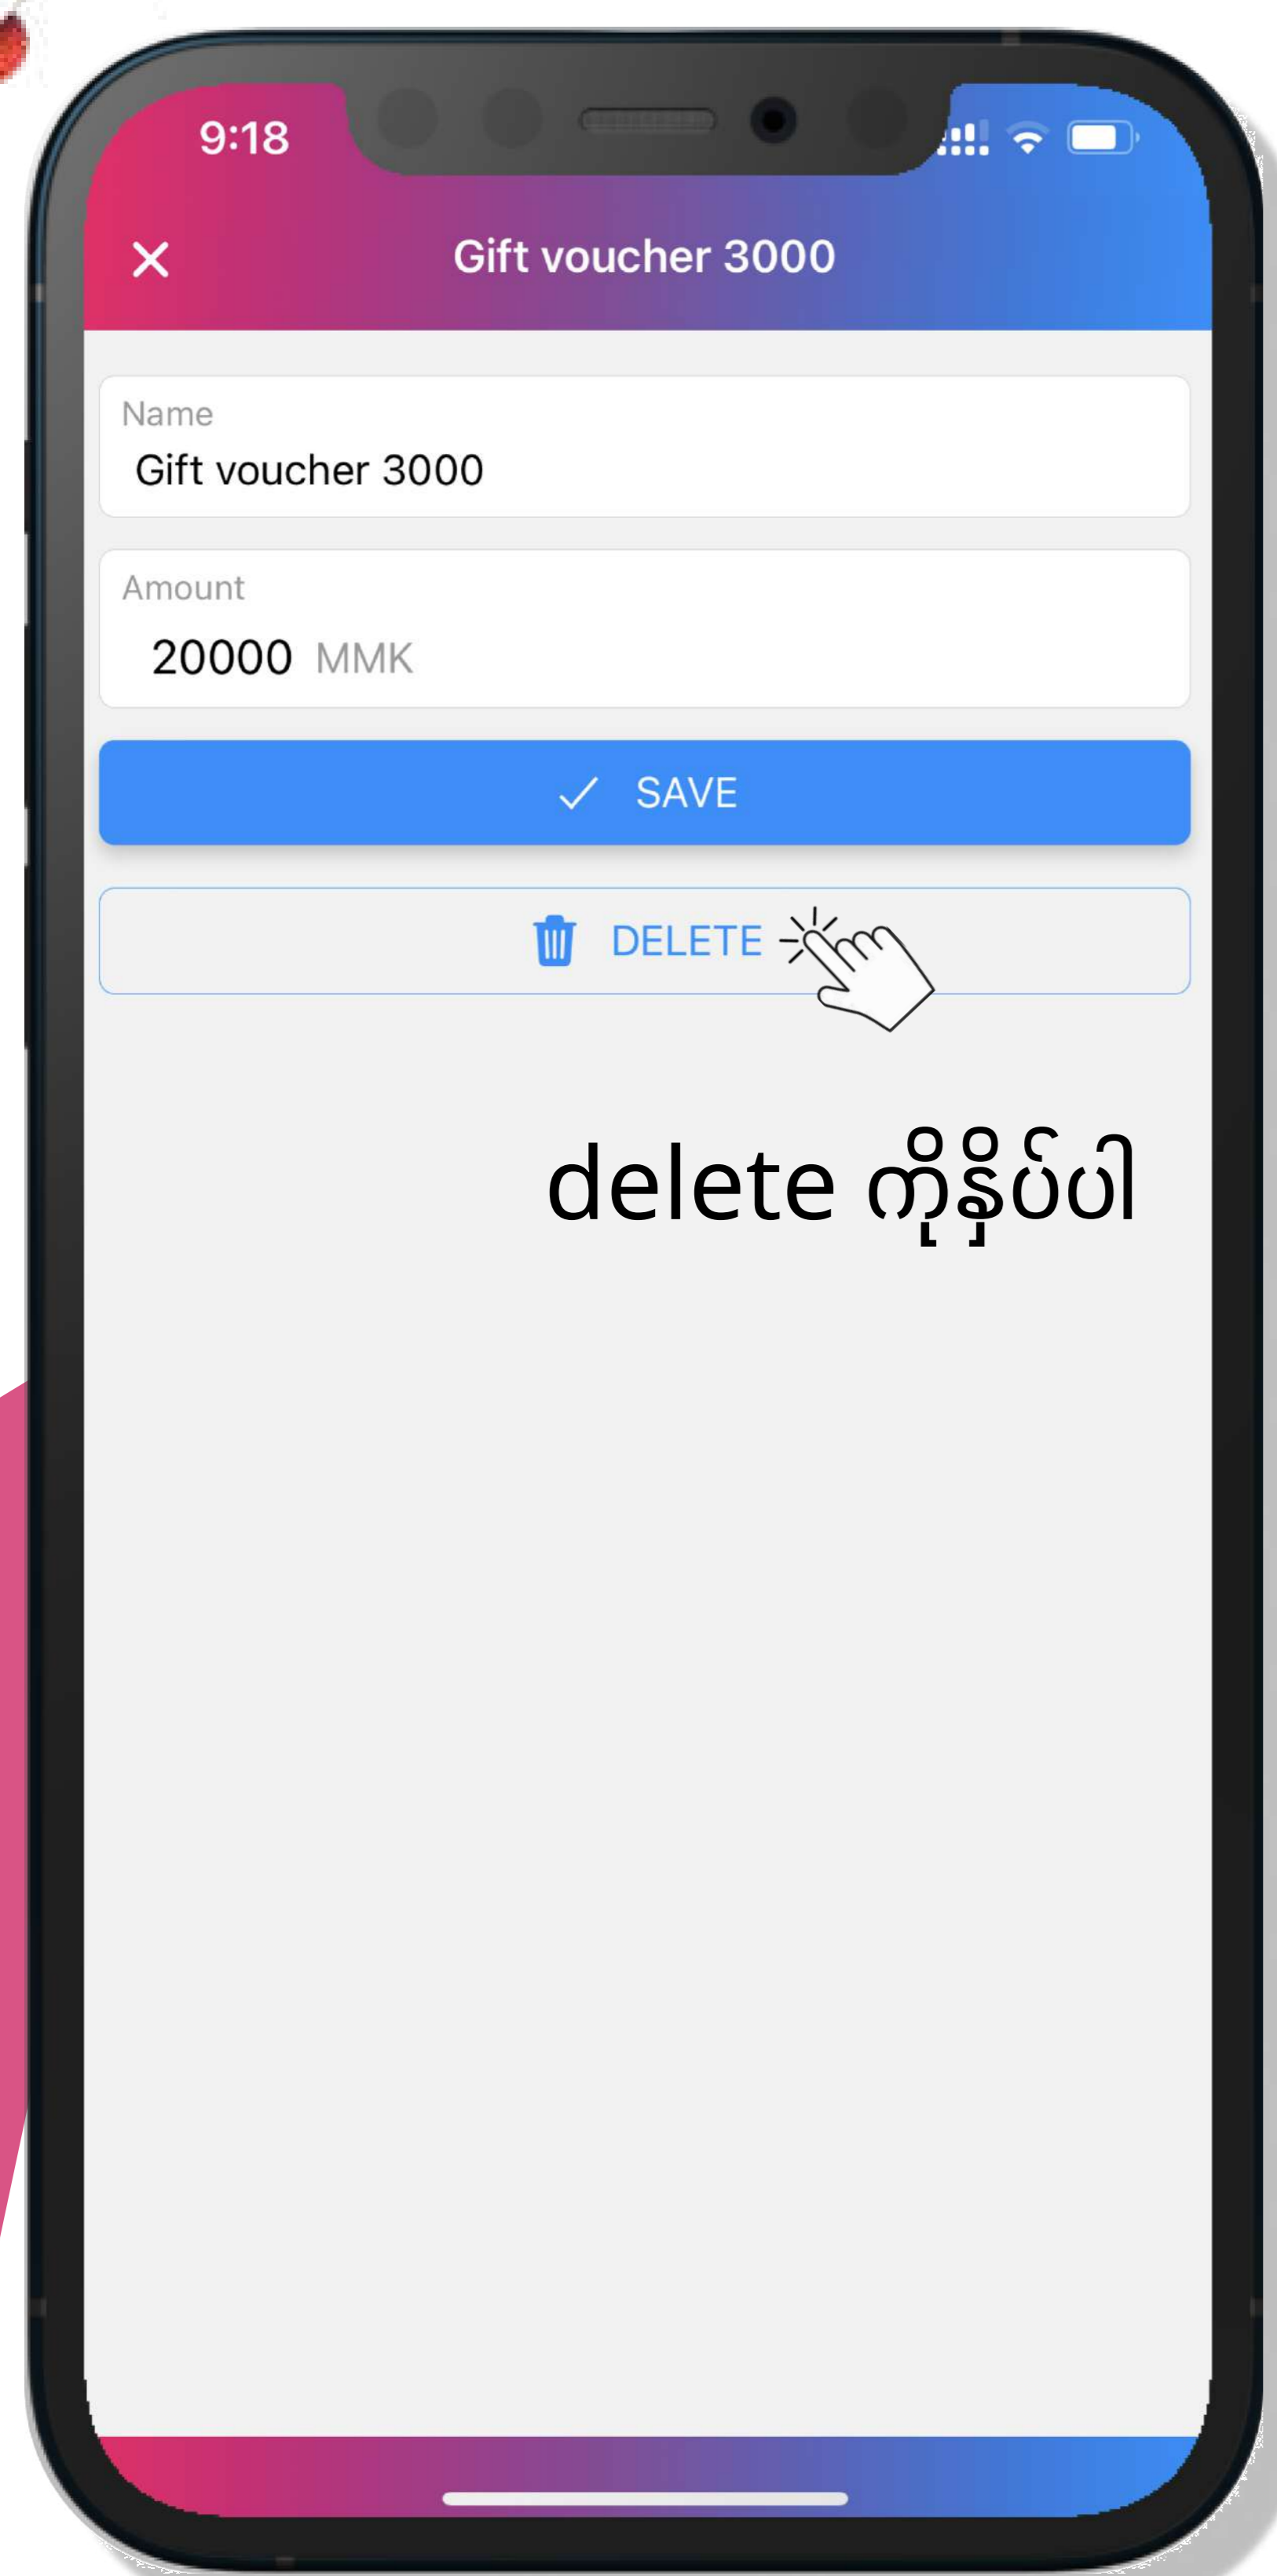 9:18
Gift voucher 3000
Name
Gift voucher 3000
Amount
20000 MMK
SAVE
DELETE
delete ကိုနှိပ်ပါ